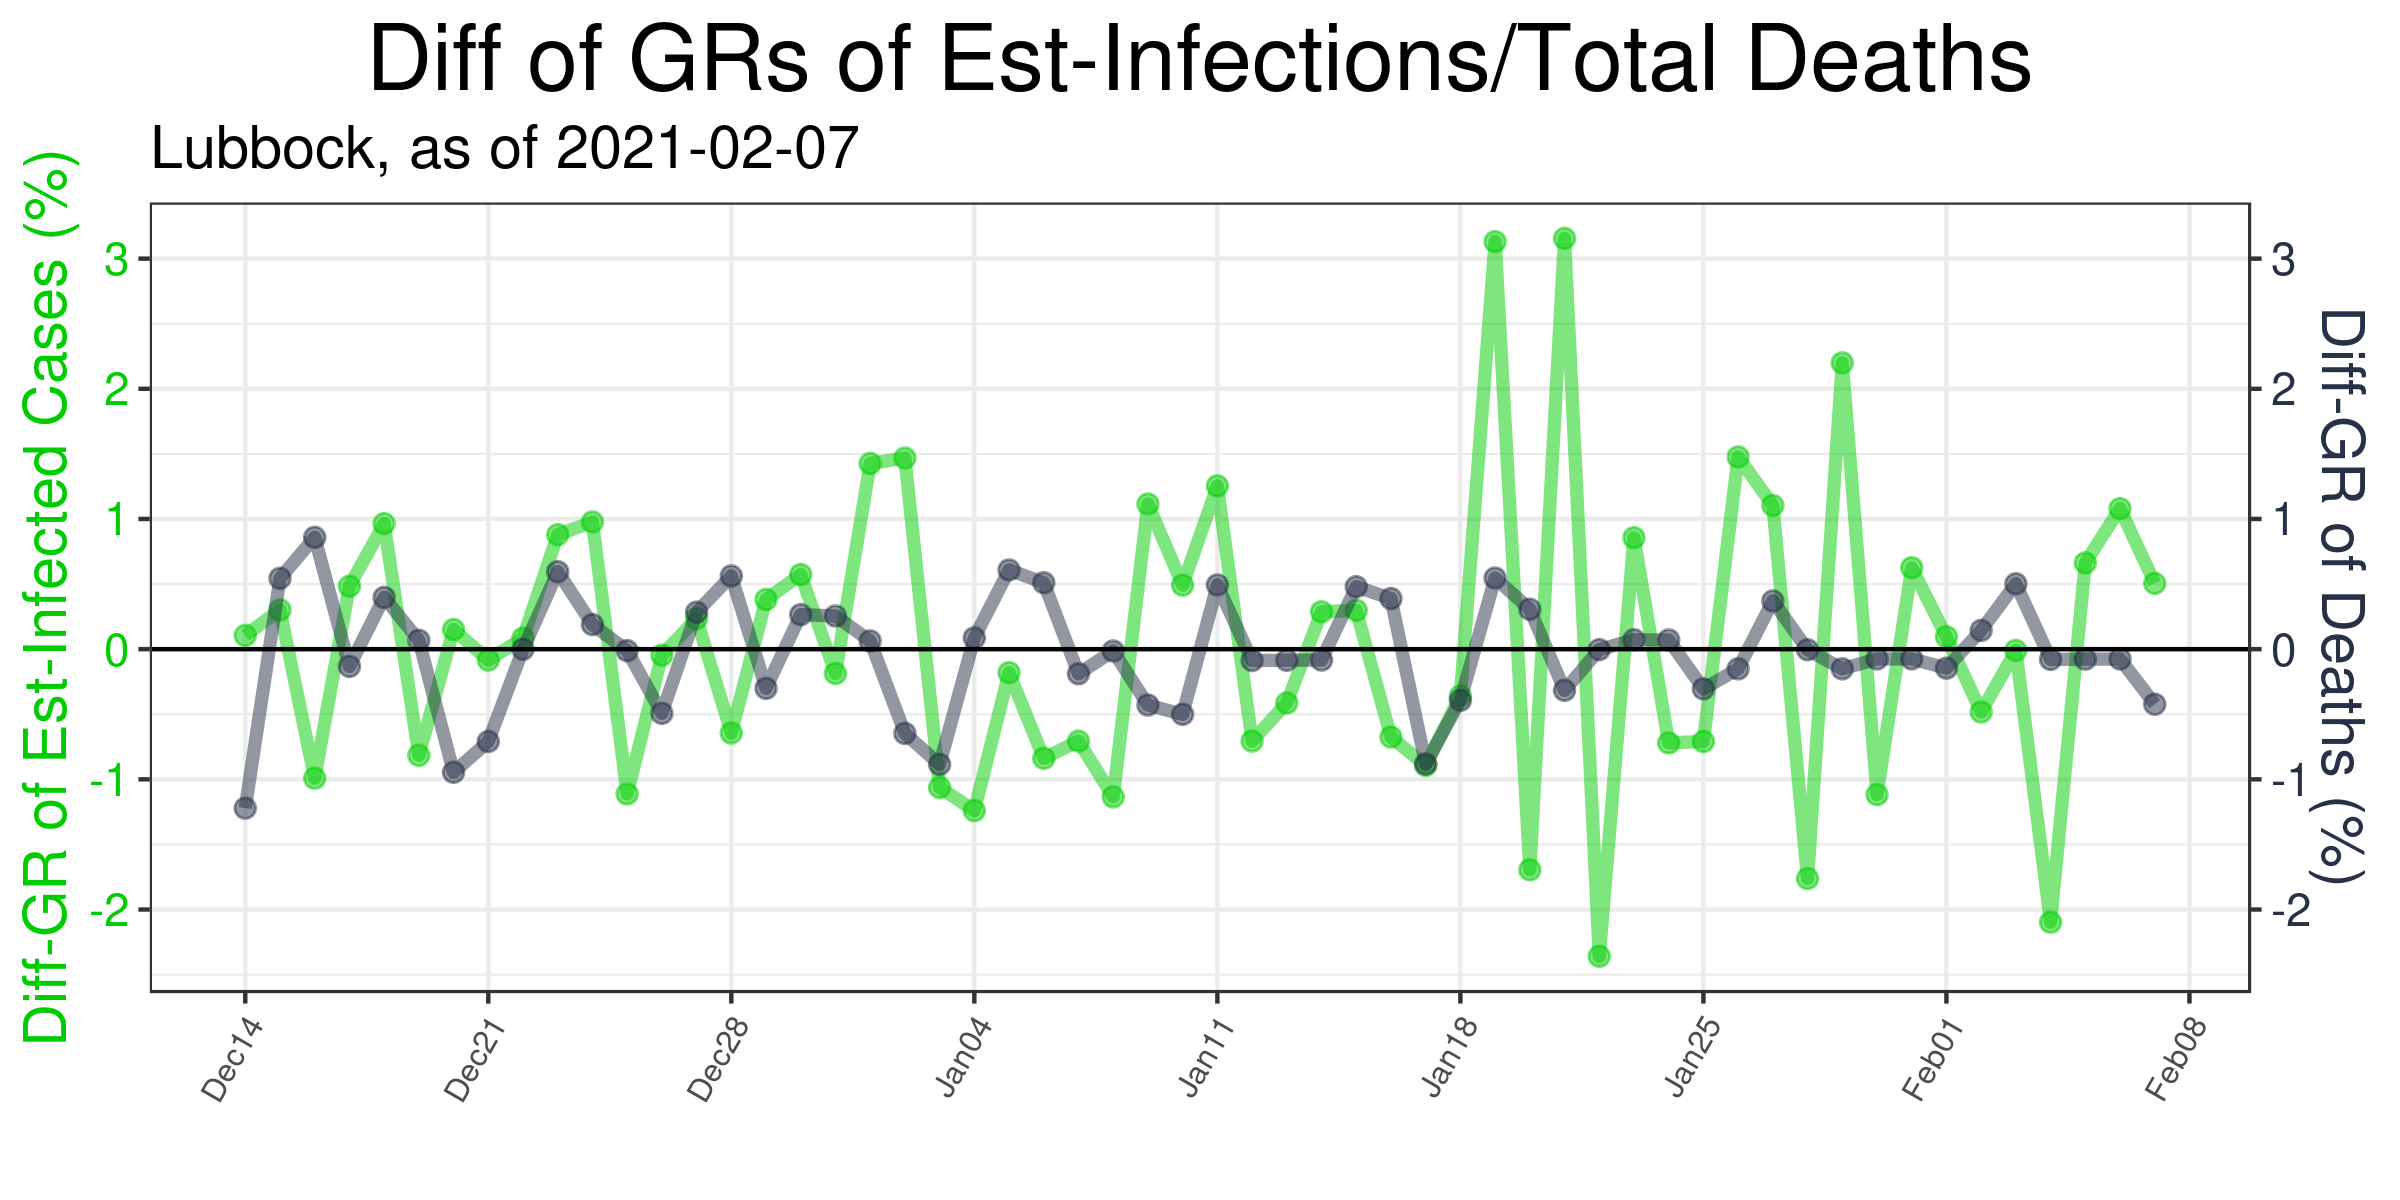 Diff of GRs of Est-Infections/Total Deaths
Lubbock, as of 2021-02-07
Diff-GR of Est-Infected Cases (%)
3
2
1
0
-1
-2
3
2
1
0
-1
-2
Diff-GR of Deaths (%)
Dec14
Dec21
Dec28
Jan04
Jan11
Jan18
Jan25
Feb01
Feb08